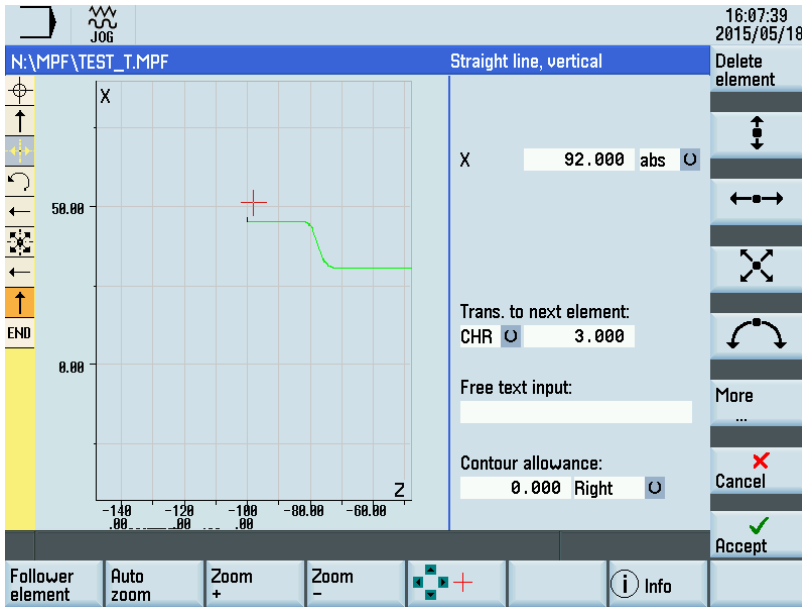 JOG
16:07:39
2015/05/18
N:\MPF\TEST_T.MPF
Straight line, vertical
Delete
element
X
50.00
0.00
Z
-140
.00
-120
.00
-100
.00
-80.00
-60.00
END
X 92.000 abs
Trans. to next element:
CHR 3.000
Free text input:
Contour allowance:
0.000 Right
More
...
Cancel
Accept
Follower
element
Auto
zoom
Zoom
+
Zoom
-
i Info